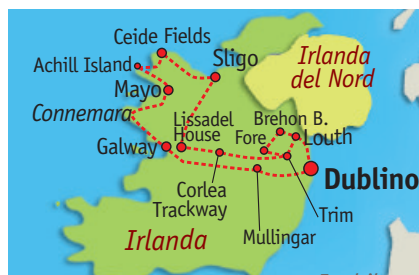 Ceide Fields
Achill Island
Sligo
Irlanda
del Nord
Mayo
Connemara
Lissadel
House
Brehon B.
Fore
Louth
Galway
Dublino
Corlea
Trackway
Trim
Mullingar
Irlanda